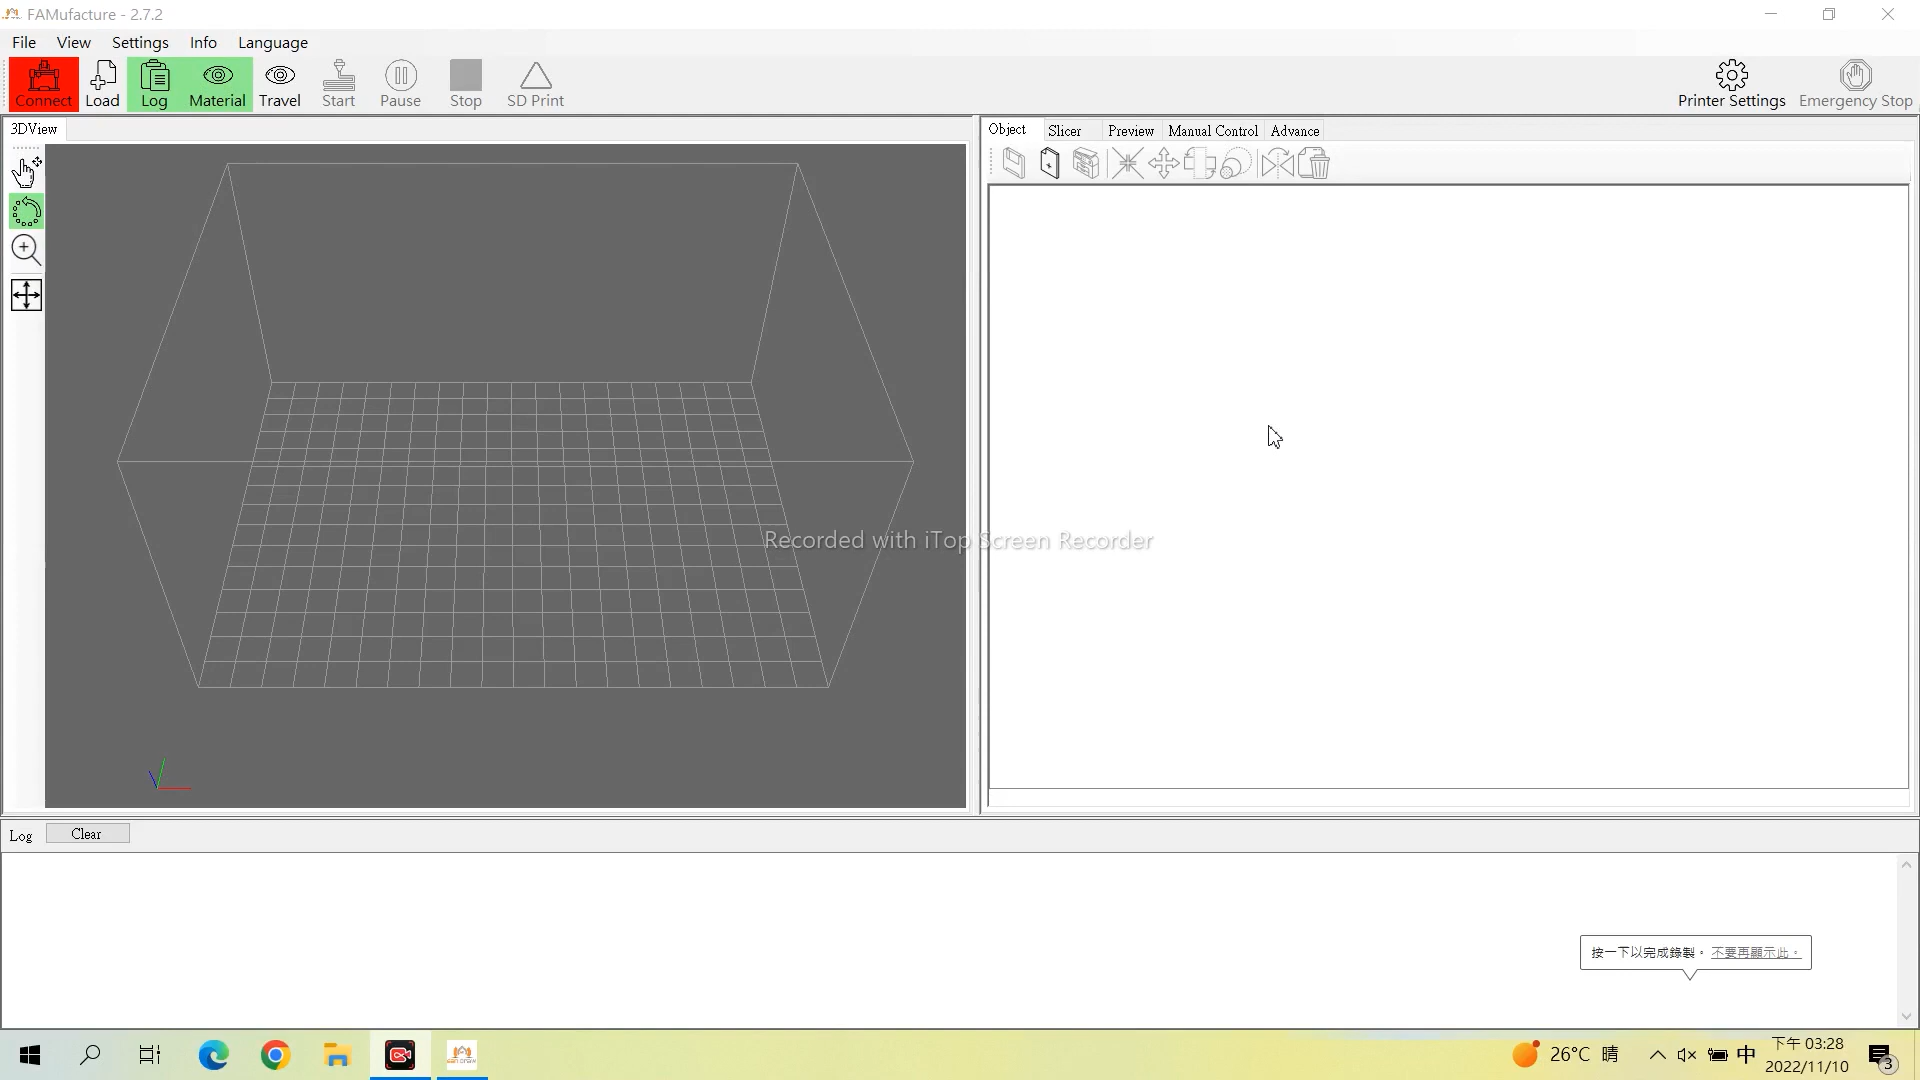 FAMufacture - 2.7.2
File View Settings Info Language
Connect Load Log Material Travel Start Pause Stop SD Print Printer Settings Emergency Stop
3DView
Object Slicer Preview Manual Control Advance
Recorded with iTop Screen Recorder
Log Clear
按一下以完成錄製。 不要再顯示此。
26°C 晴 中 下午 03:28
2022/11/10 3